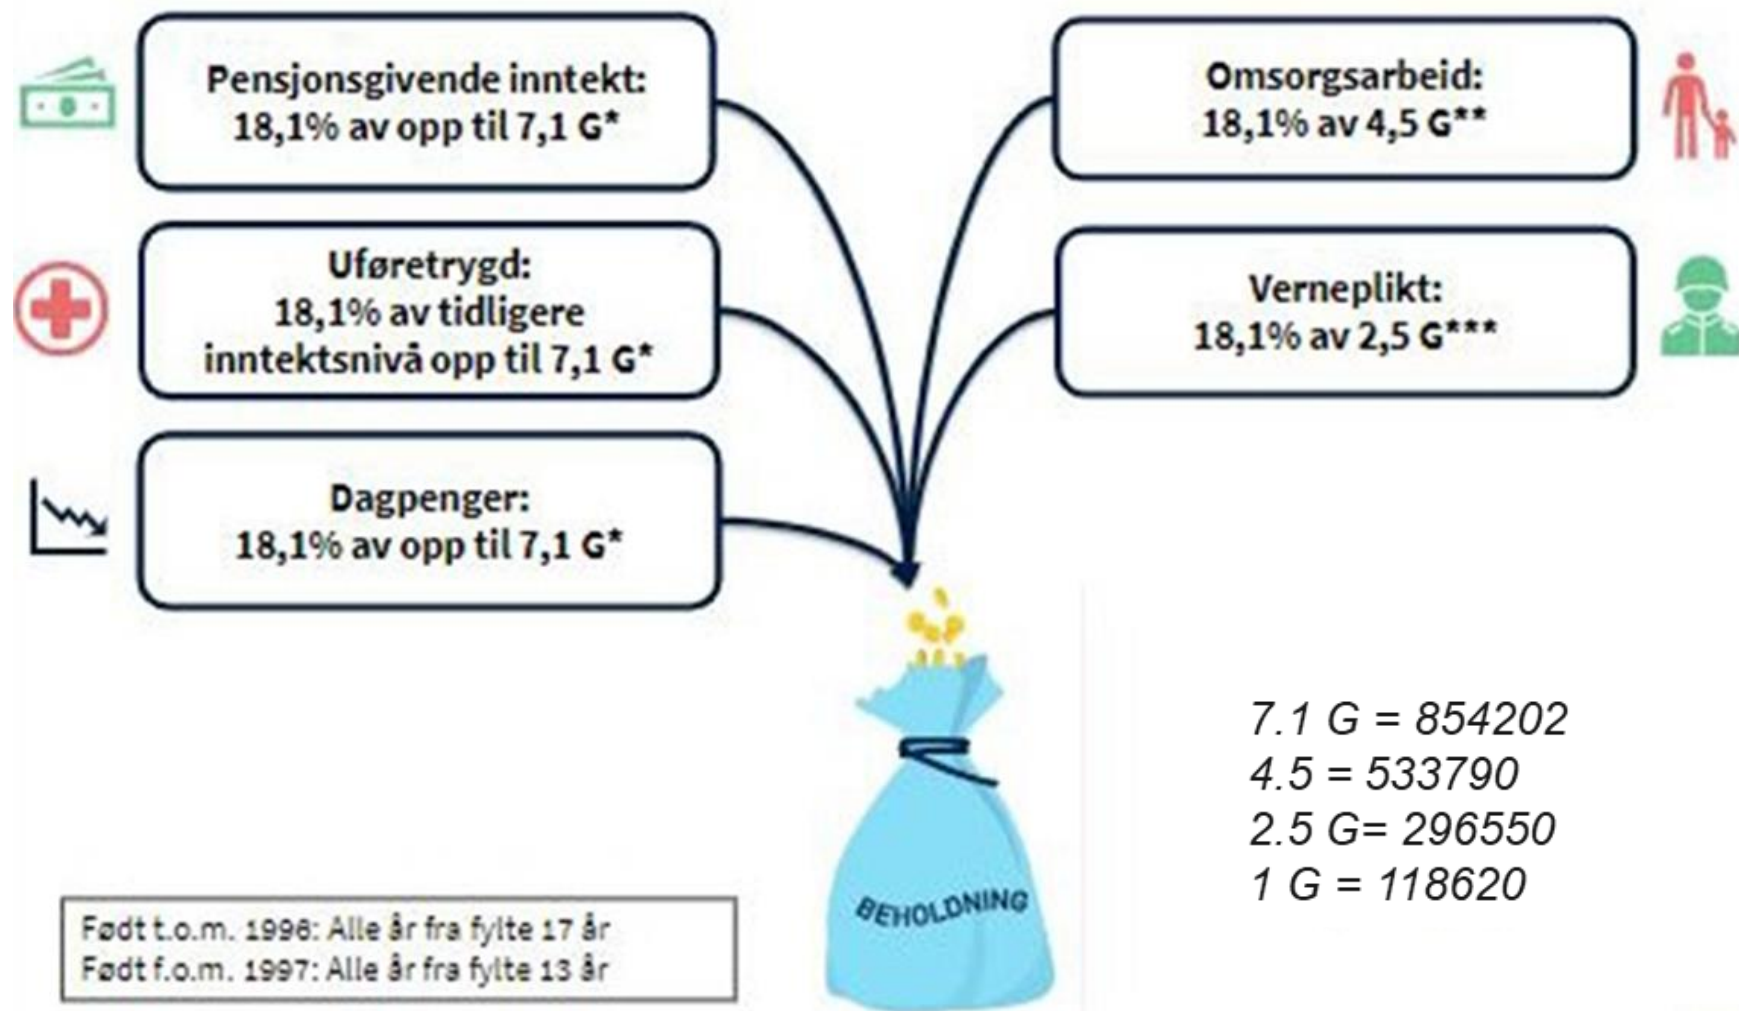 Pensjonsgivende inntekt:
18,1% av opp til 7,1 G*
Uføretrygd:
18,1% av tidligere
inntektsnivå opp til 7,1 G*
Dagpenger:
18,1% av opp til 7,1 G*
Omsorgsarbeid:
18,1% av 4,5 G**
Verneplikt:
18,1% av 2,5 G***
BEHOLDNING
7.1 G = 854202
4.5 = 533790
2.5 G= 296550
1 G = 118620
Født t.o.m. 1996: Alle år fra fylte 17 år
Født f.o.m. 1997: Alle år fra fylte 13 år